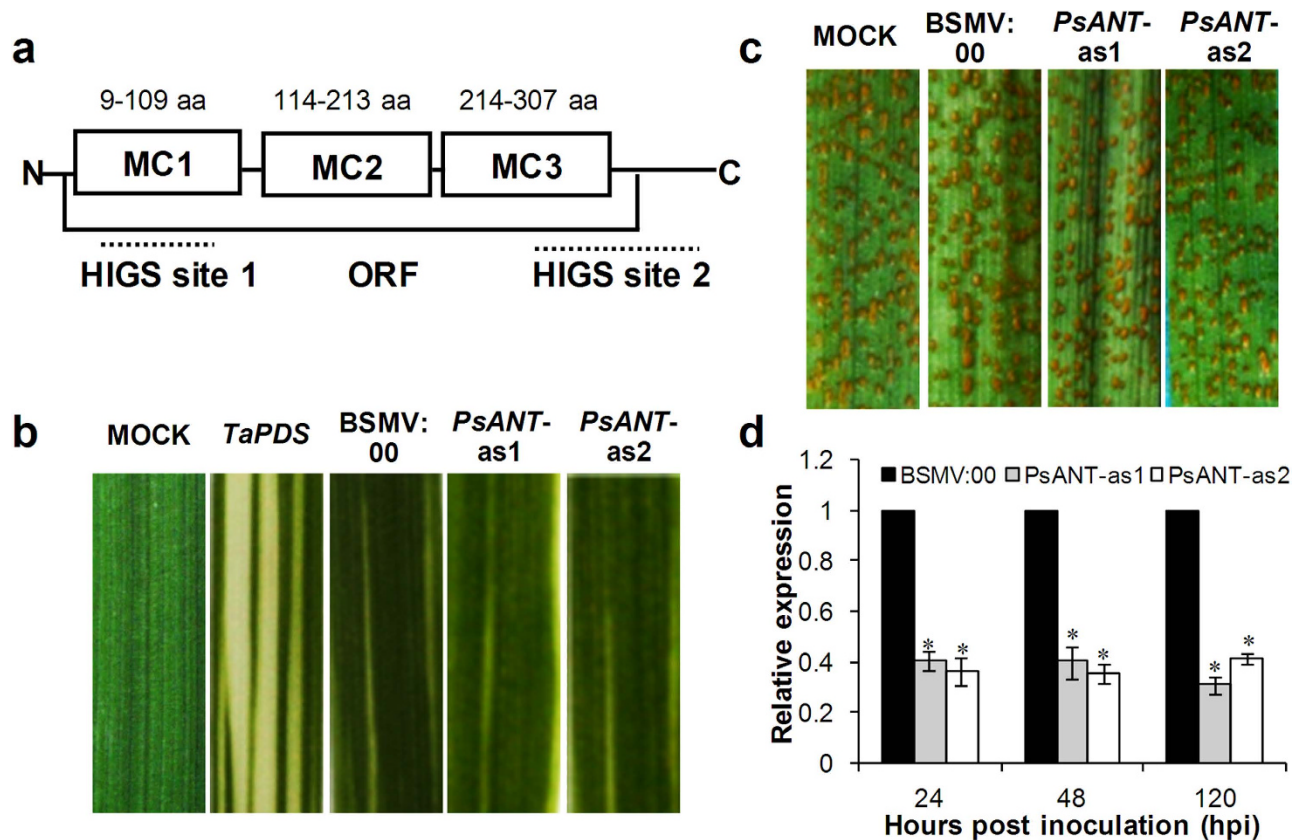 a
9-109 aa 114-213 aa 214-307 aa
N MC1 MC2 MC3 C
HIGS site 1 ORF HIGS site 2
b
MOCK TaPDS BSMV: 00 PsANT-as1 PsANT-as2
c
MOCK BSMV: 00 PsANT-as1 PsANT-as2
d
1.2
BSMV:00 PsANT-as1 PsANT-as2
1
0.8
0.6
0.4
0.2
0
Relative expression
* * * * * *
24 48 120
Hours post inoculation (hpi)